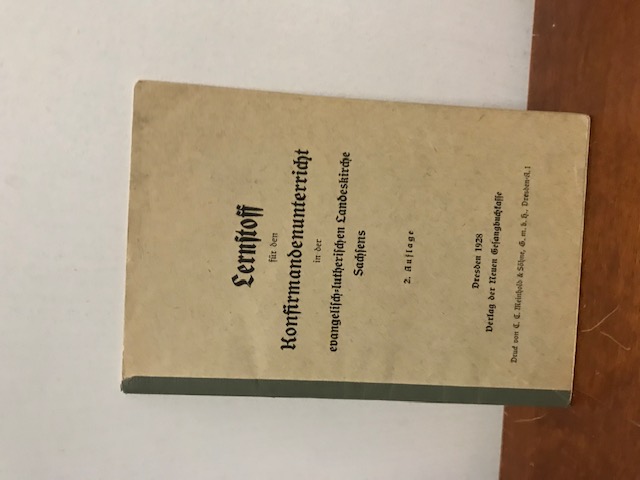 Lernstoff
für den
Konfirmandenunterricht
in der
evangelisch-lutherischen Landeskirche
Sachsens
2. Auflage
Dresden 1928
Verlag der Neuen Gesangbuchkasse
Druck von C. C. Meinhold & Söhne, G. m. b. H., Dresden-A. 1